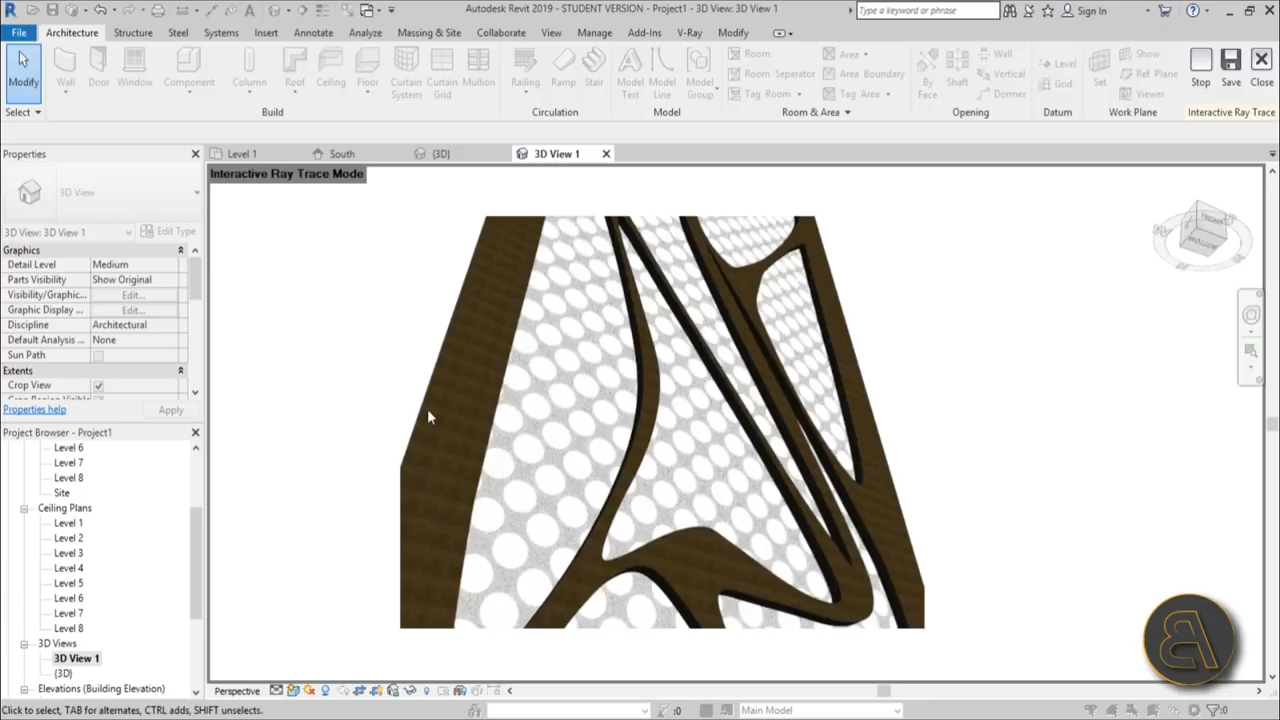 Autodesk Revit 2019 - STUDENT VERSION - Project1 - 3D View: 3D View 1
Type a keyword or phrase
Sign In
File
Architecture
Structure
Steel
Systems
Insert
Annotate
Analyze
Massing & Site
Collaborate
View
Manage
Add-Ins
V-Ray
Modify
Modify
Wall
Door
Window
Component
Column
Roof
Ceiling
Floor
Curtain System
Curtain Grid
Mullion
Railing
Ramp
Stair
Model Text
Model Line
Model Group
Room
Room Separator
Tag Room
Area
Area Boundary
Tag Area
By Face
Shaft
Wall
Vertical
Dormer
Level
Grid
Set
Show
Ref Plane
Viewer
Stop
Save
Close
Select
Build
Circulation
Model
Room & Area
Opening
Datum
Work Plane
Interactive Ray Trace
Properties
Level 1
South
{3D}
3D View 1
Interactive Ray Trace Mode
3D View
3D View: 3D View 1
Edit Type
Graphics
Detail Level
Medium
Parts Visibility
Show Original
Visibility/Graphic...
Edit...
Graphic Display ...
Edit...
Discipline
Architectural
Default Analysis ...
None
Sun Path
Extents
Crop View
Properties help
Apply
Project Browser - Project1
Level 6
Level 7
Level 8
Site
Ceiling Plans
Level 1
Level 2
Level 3
Level 4
Level 5
Level 6
Level 7
Level 8
3D Views
3D View 1
{3D}
Elevations (Building Elevation)
FRONT
BOTTOM
Perspective
Click to select, TAB for alternates, CTRL adds, SHIFT unselects.
:0
Main Model
:0